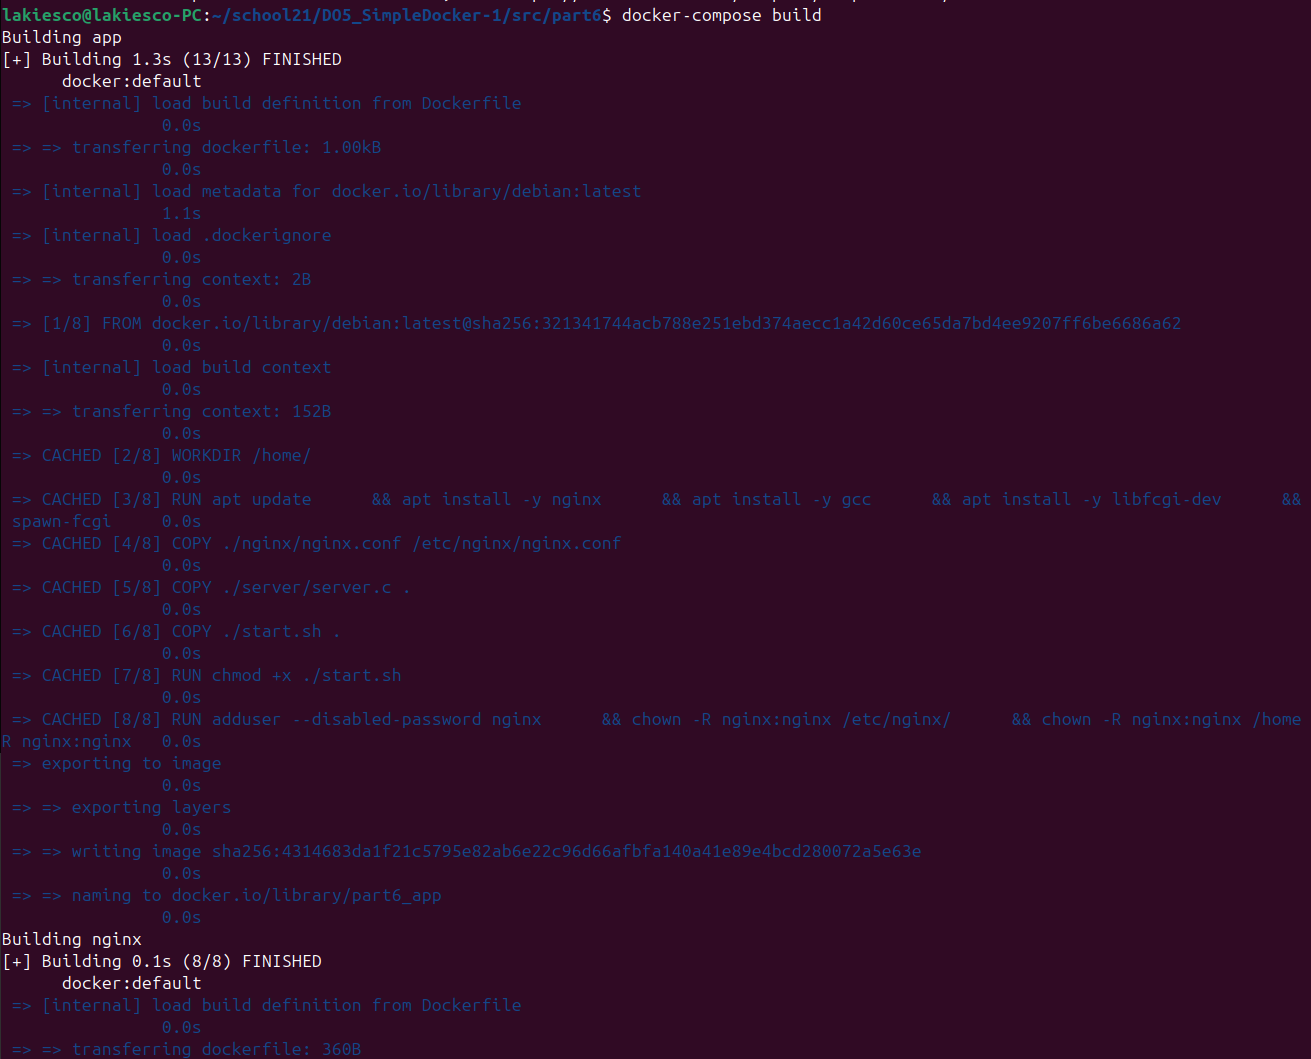 lakiesco@lakiesco-PC:~/school21/DO5_SimpleDocker-1/src/part6$ docker-compose build
Building app
[+] Building 1.3s (13/13) FINISHED
docker:default
=> [internal] load build definition from Dockerfile
0.0s
=> => transferring dockerfile: 1.00kB
0.0s
=> [internal] load metadata for docker.io/library/debian:latest
1.1s
=> [internal] load .dockerignore
0.0s
=> => transferring context: 2B
0.0s
=> [1/8] FROM docker.io/library/debian:latest@sha256:321341744acb788e251ebd374aecc1a42d60ce65da7bd4ee9207ff6be6686a62
0.0s
=> [internal] load build context
0.0s
=> => transferring context: 152B
0.0s
=> CACHED [2/8] WORKDIR /home/
0.0s
=> CACHED [3/8] RUN apt update      && apt install -y nginx      && apt install -y gcc      && apt install -y libfcgi-dev      &&
spawn-fcgi     0.0s
=> CACHED [4/8] COPY ./nginx/nginx.conf /etc/nginx/nginx.conf
0.0s
=> CACHED [5/8] COPY ./server/server.c .
0.0s
=> CACHED [6/8] COPY ./start.sh .
0.0s
=> CACHED [7/8] RUN chmod +x ./start.sh
0.0s
=> CACHED [8/8] RUN adduser --disabled-password nginx      && chown -R nginx:nginx /etc/nginx/      && chown -R nginx:nginx /home
R nginx:nginx   0.0s
=> exporting to image
0.0s
=> => exporting layers
0.0s
=> => writing image sha256:4314683da1f21c5795e82ab6e22c96d66afbfa140a41e89e4bcd280072a5e63e
0.0s
=> => naming to docker.io/library/part6_app
0.0s
Building nginx
[+] Building 0.1s (8/8) FINISHED
docker:default
=> [internal] load build definition from Dockerfile
0.0s
=> => transferring dockerfile: 360B